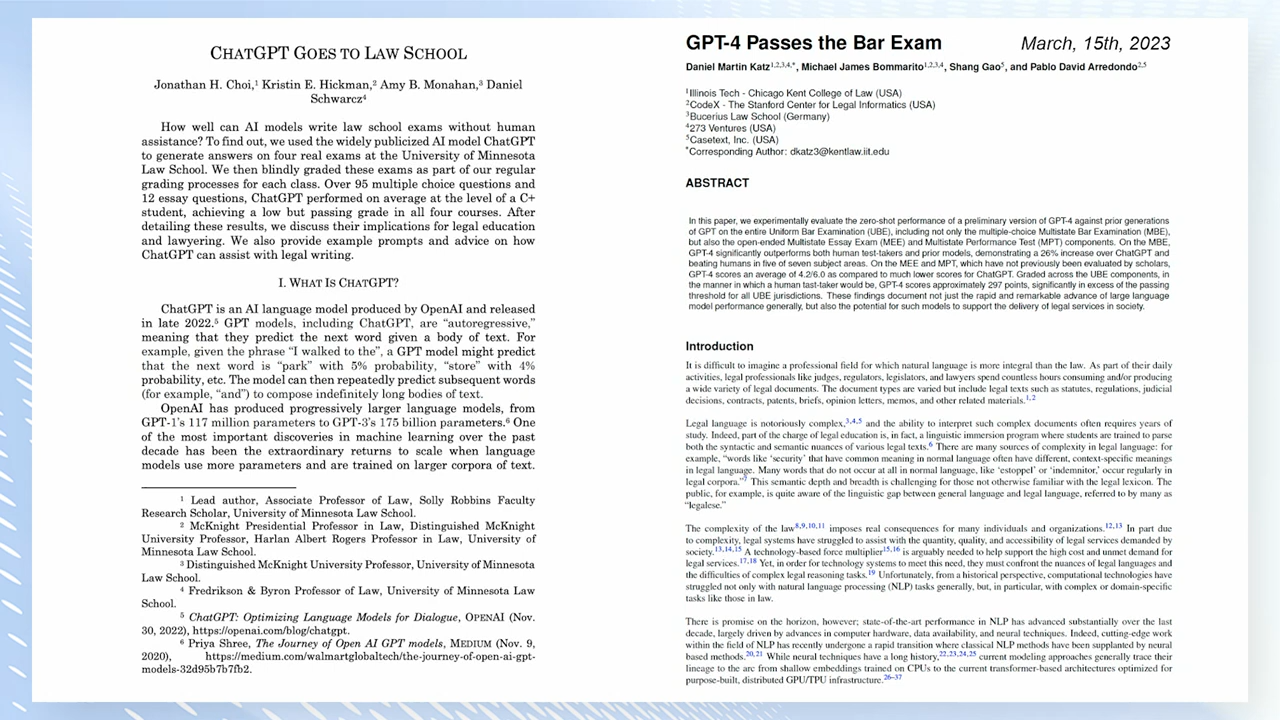 CHATGPT GOES TO LAW SCHOOL
Jonathan H. Choi,¹ Kristin E. Hickman,² Amy B. Monahan,³ Daniel
Schwarcz⁴
How well can AI models write law school exams without human
assistance? To find out, we used the widely publicized AI model ChatGPT
to generate answers on four real exams at the University of Minnesota
Law School. We then blindly graded these exams as part of our regular
grading processes for each class. Over 95 multiple choice questions and
12 essay questions, ChatGPT performed on average at the level of a C+
student, achieving a low but passing grade in all four courses. After
detailing these results, we discuss their implications for legal education
and lawyering. We also provide example prompts and advice on how
ChatGPT can assist with legal writing.
I. WHAT IS CHATGPT?
ChatGPT is an AI language model produced by OpenAI and released
in late 2022.⁵ GPT models, including ChatGPT, are “autoregressive,”
meaning that they predict the next word given a body of text. For
example, given the phrase “I walked to the”, a GPT model might predict
that the next word is “park” with 5% probability, “store” with 4%
probability, etc. The model can then repeatedly predict subsequent words
(for example, “and”) to compose indefinitely long bodies of text.
OpenAI has produced progressively larger language models, from
GPT-1’s 117 million parameters to GPT-3’s 175 billion parameters.⁶ One
of the most important discoveries in machine learning over the past
decade has been the extraordinary returns to scale when language
models use more parameters and are trained on larger corpora of text.
¹ Lead author, Associate Professor of Law, Solly Robbins Faculty
Research Scholar, University of Minnesota Law School.
² McKnight Presidential Professor in Law, Distinguished McKnight
University Professor, Harlan Albert Rogers Professor in Law, University of
Minnesota Law School.
³ Distinguished McKnight University Professor, University of Minnesota
Law School.
⁴ Fredrikson & Byron Professor of Law, University of Minnesota Law
School.
⁵ ChatGPT: Optimizing Language Models for Dialogue, OPENAI (Nov.
30, 2022), https://openai.com/blog/chatgpt.
⁶ Priya Shree, The Journey of Open AI GPT models, MEDIUM (Nov. 9,
2020), https://medium.com/walmartglobaltech/the-journey-of-open-ai-gpt-
models-32d95b7b7fb2.
GPT-4 Passes the Bar Exam
March, 15th, 2023
Daniel Martin Katz¹,²,³,⁴,*, Michael James Bommarito¹,²,³,⁴, Shang Gao⁵, and Pablo David Arredondo²,⁵
¹Illinois Tech - Chicago Kent College of Law (USA)
²CodeX - The Stanford Center for Legal Informatics (USA)
³Bucerius Law School (Germany)
⁴273 Ventures (USA)
⁵Casetext, Inc. (USA)
*Corresponding Author: dkatz3@kentlaw.iit.edu
ABSTRACT
In this paper, we experimentally evaluate the zero-shot performance of a preliminary version of GPT-4 against prior generations
of GPT on the entire Uniform Bar Examination (UBE), including not only the multiple-choice Multistate Bar Examination (MBE),
but also the open-ended Multistate Essay Exam (MEE) and Multistate Performance Test (MPT) components. On the MBE,
GPT-4 significantly outperforms both human test-takers and prior models, demonstrating a 26% increase over ChatGPT and
beating humans in five of seven subject areas. On the MEE and MPT, which have not previously been evaluated by scholars,
GPT-4 scores an average of 4.2/6.0 as compared to much lower scores for ChatGPT. Graded across the UBE components, in
the manner in which a human test-taker would be, GPT-4 scores approximately 297 points, significantly in excess of the passing
threshold for all UBE jurisdictions. These findings document not just the rapid and remarkable advance of large language
model performance generally, but also the potential for such models to support the delivery of legal services in society.
Introduction
It is difficult to imagine a professional field for which natural language is more integral than the law. As part of their daily
activities, legal professionals like judges, regulators, legislators, and lawyers spend countless hours consuming and/or producing
a wide variety of legal documents. The document types are varied but include legal texts such as statutes, regulations, judicial
decisions, contracts, patents, briefs, opinion letters, memos, and other related materials.¹,²
Legal language is notoriously complex,³,⁴,⁵ and the ability to interpret such complex documents often requires years of
study. Indeed, part of the charge of legal education is, in fact, a linguistic immersion program where students are trained to parse
both the syntactic and semantic nuances of various legal texts.⁶ There are many sources of complexity in legal language: for
example, “words like ‘security’ that have common meaning in normal language often have different, context-specific meanings
in legal language. Many words that do not occur at all in normal language, like ‘estoppel’ or ‘indemnitor,’ occur regularly in
legal corpora.”⁷ This semantic depth and breadth is challenging for those not otherwise familiar with the legal lexicon. The
public, for example, is quite aware of the linguistic gap between general language and legal language, referred to by many as
“legalese.”
The complexity of the law⁸,⁹,¹⁰,¹¹ imposes real consequences for many individuals and organizations.¹²,¹³ In part due
to complexity, legal systems have struggled to assist with the quantity, quality, and accessibility of legal services demanded by
society.¹³,¹⁴,¹⁵ A technology-based force multiplier¹⁵,¹⁶ is arguably needed to help support the high cost and unmet demand for
legal services.¹⁷,¹⁸ Yet, in order for technology systems to meet this need, they must confront the nuances of legal languages and
the difficulties of complex legal reasoning tasks.¹⁹ Unfortunately, from a historical perspective, computational technologies have
struggled not only with natural language processing (NLP) tasks generally, but, in particular, with complex or domain-specific
tasks like those in law.
There is promise on the horizon, however; state-of-the-art performance in NLP has advanced substantially over the last
decade, largely driven by advances in computer hardware, data availability, and neural techniques. Indeed, cutting-edge work
within the field of NLP has recently undergone a rapid transition where classical NLP methods have been supplanted by neural
based methods.²⁰,²¹ While neural techniques have a long history,²²,²³,²⁴,²⁵ current modeling approaches generally trace their
lineage to the arc from shallow embeddings trained on CPUs to the current transformer-based architectures optimized for
purpose-built, distributed GPU/TPU infrastructure.²⁶⁻³⁷